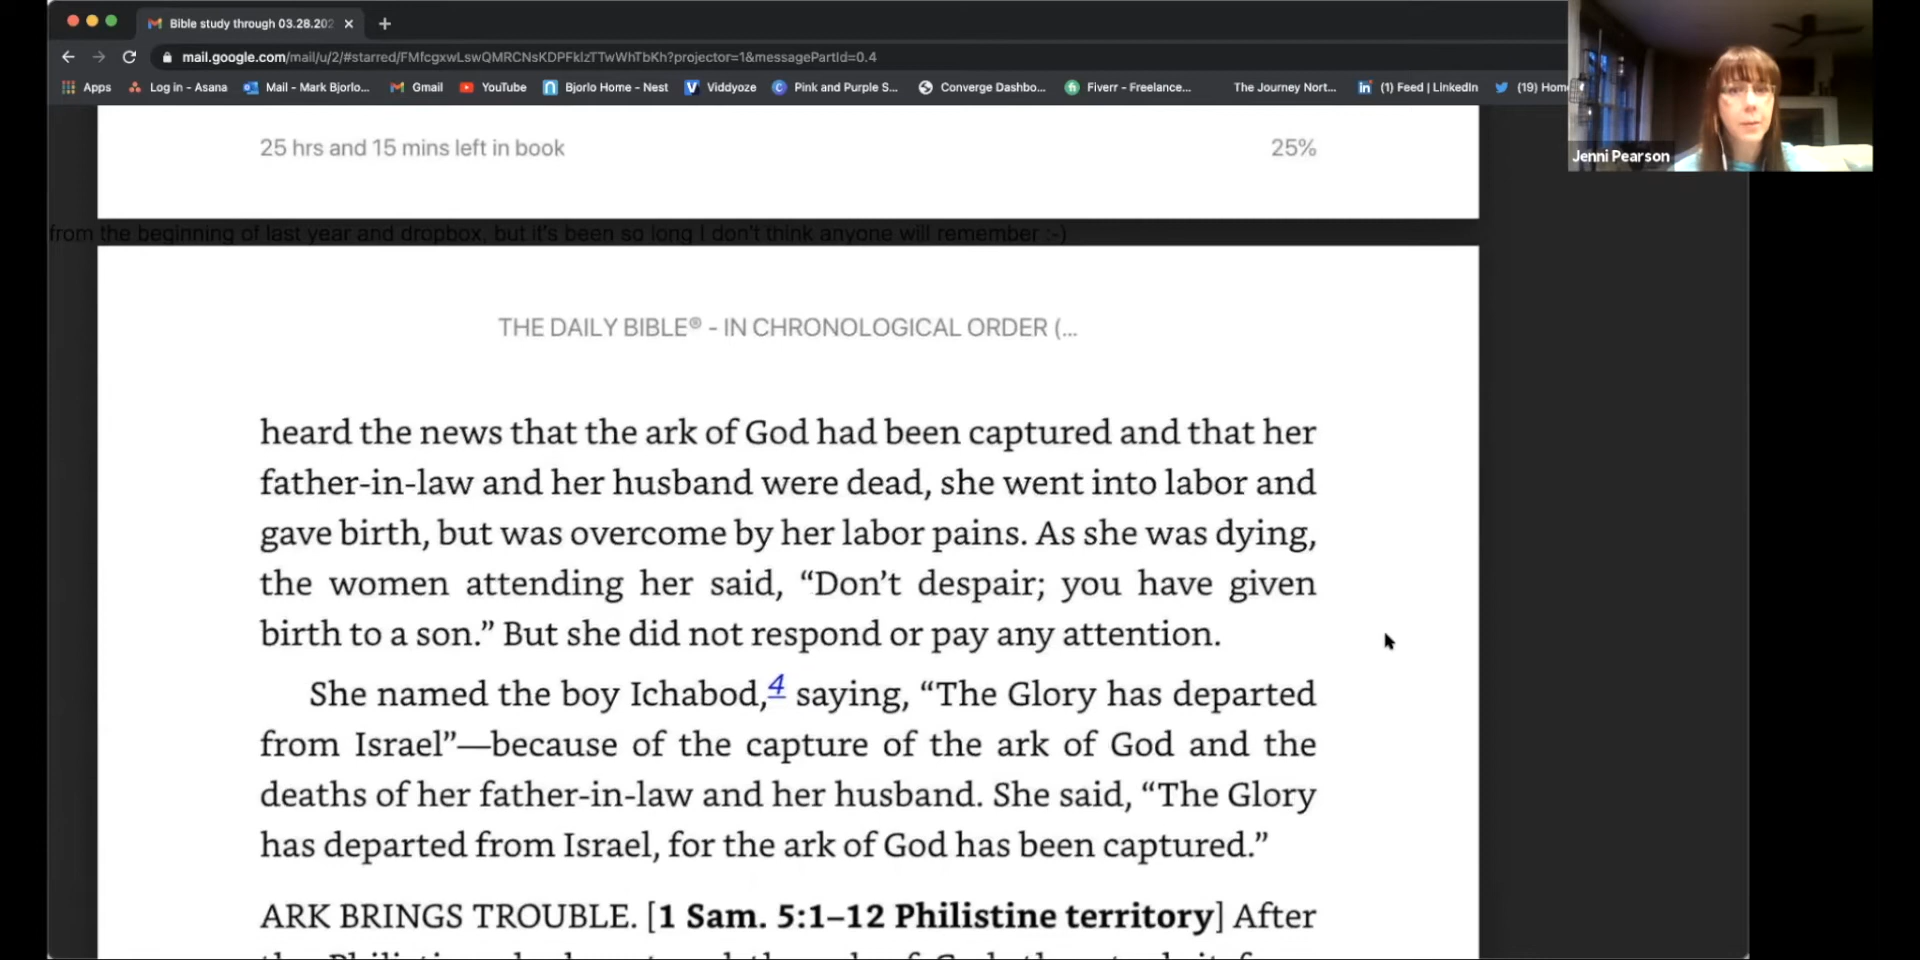 Bible study through 03.28.202
mail.google.com/mail/u/2/#starred/FMfcgxwLswQMRCNsKDPFklzTTwWhTbKh?projector=1&messagePartId=0.4
Apps Log in - Asana Mail - Mark Bjorlo... Gmail YouTube Bjorlo Home - Nest Viddyoze Pink and Purple S... Converge Dashbo... Fiverr - Freelance... The Journey Nort... (1) Feed | LinkedIn (19) Hom
Jenni Pearson
25 hrs and 15 mins left in book 25%
from the beginning of last year and dropbox, but it's been so long I don't think anyone will remember :-)
THE DAILY BIBLE® - IN CHRONOLOGICAL ORDER (...
heard the news that the ark of God had been captured and that her
father-in-law and her husband were dead, she went into labor and
gave birth, but was overcome by her labor pains. As she was dying,
the women attending her said, “Don’t despair; you have given
birth to a son.” But she did not respond or pay any attention.
She named the boy Ichabod,4 saying, “The Glory has departed
from Israel”—because of the capture of the ark of God and the
deaths of her father-in-law and her husband. She said, “The Glory
has departed from Israel, for the ark of God has been captured.”
ARK BRINGS TROUBLE. [1 Sam. 5:1–12 Philistine territory] After